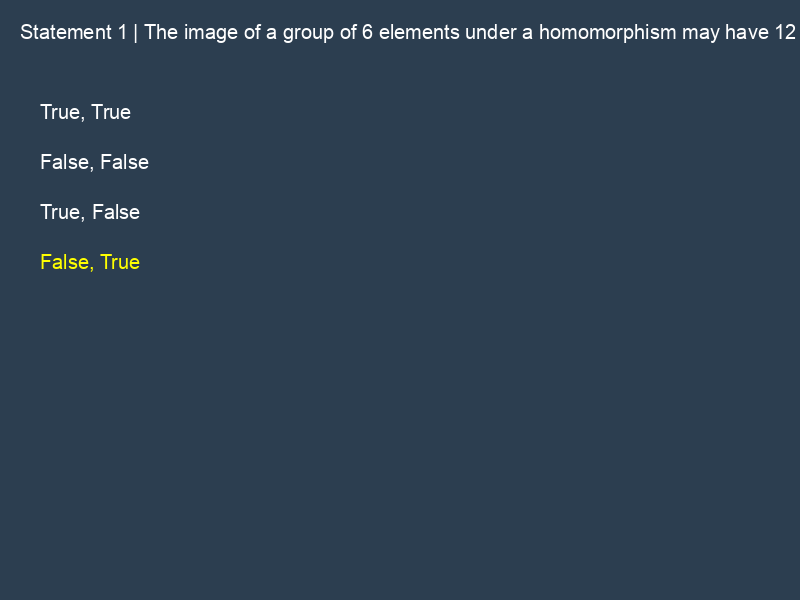 Statement 1 | The image of a group of 6 elements under a homomorphism may have 12
True, True
False, False
True, False
False, True